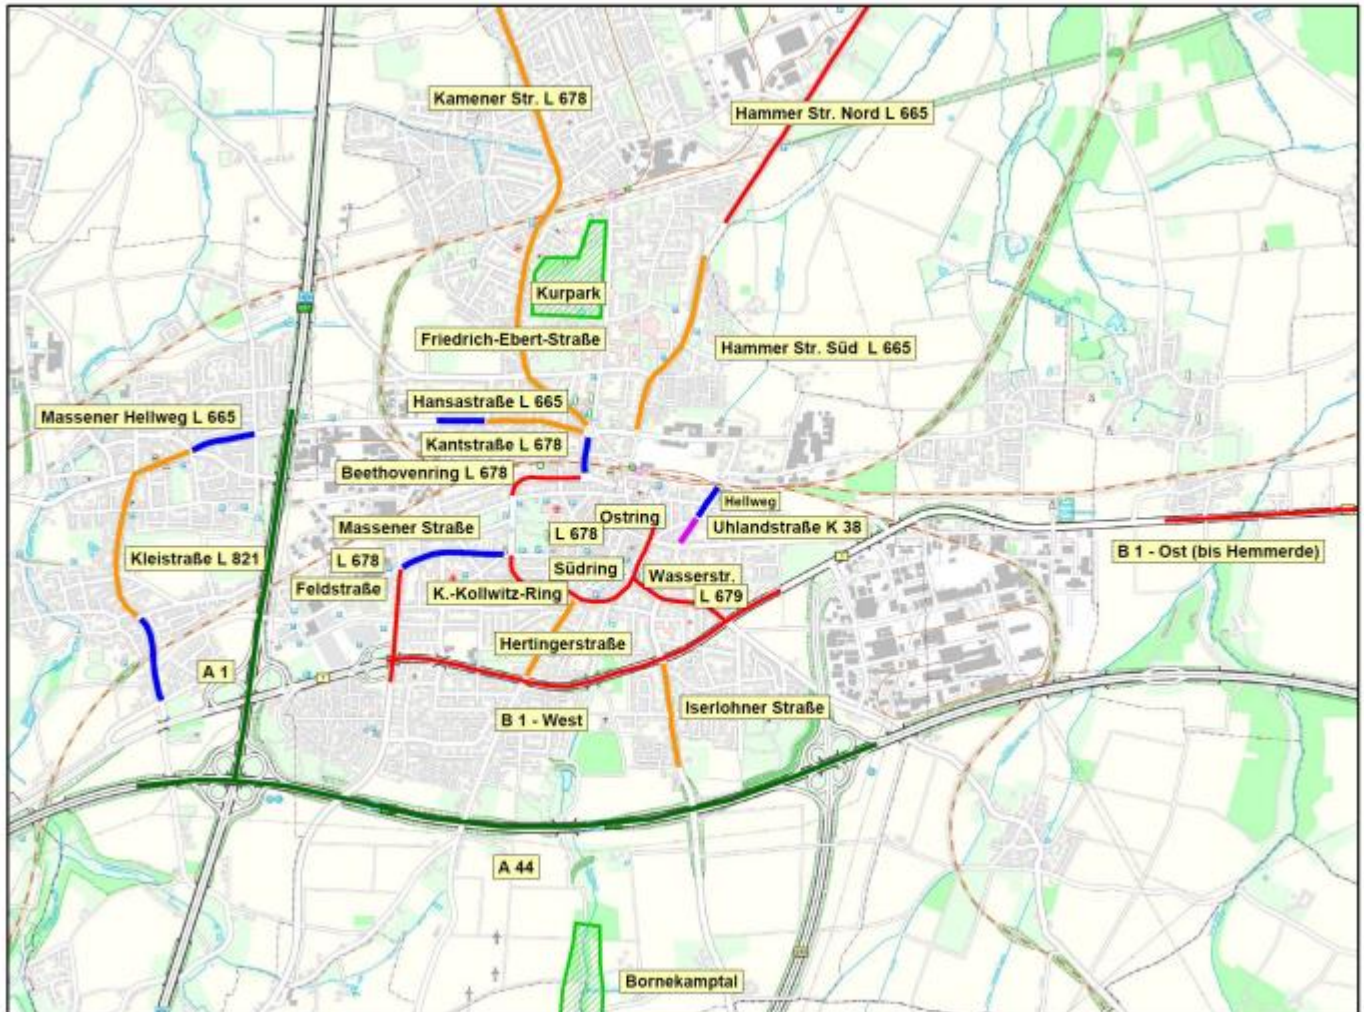 Kamener Str. L 678
Hammer Str. Nord L 665
Kurpark
Friedrich-Ebert-Straße
Hammer Str. Süd L 665
Hansastraße L 665
Massener Hellweg L 665
Kantstraße L 678
Beethovenring L 678
Hellweg
Ostring
Massener Straße
Uhlandstraße K 38
L 678
B 1 - Ost (bis Hemmerde)
Kleistraße L 821
L 678
Südring
Wasserstr.
Feldstraße
K.-Kollwitz-Ring
L 679
Hertingerstraße
A 1
Iserlohner Straße
B 1 - West
A 44
Bornekamptal